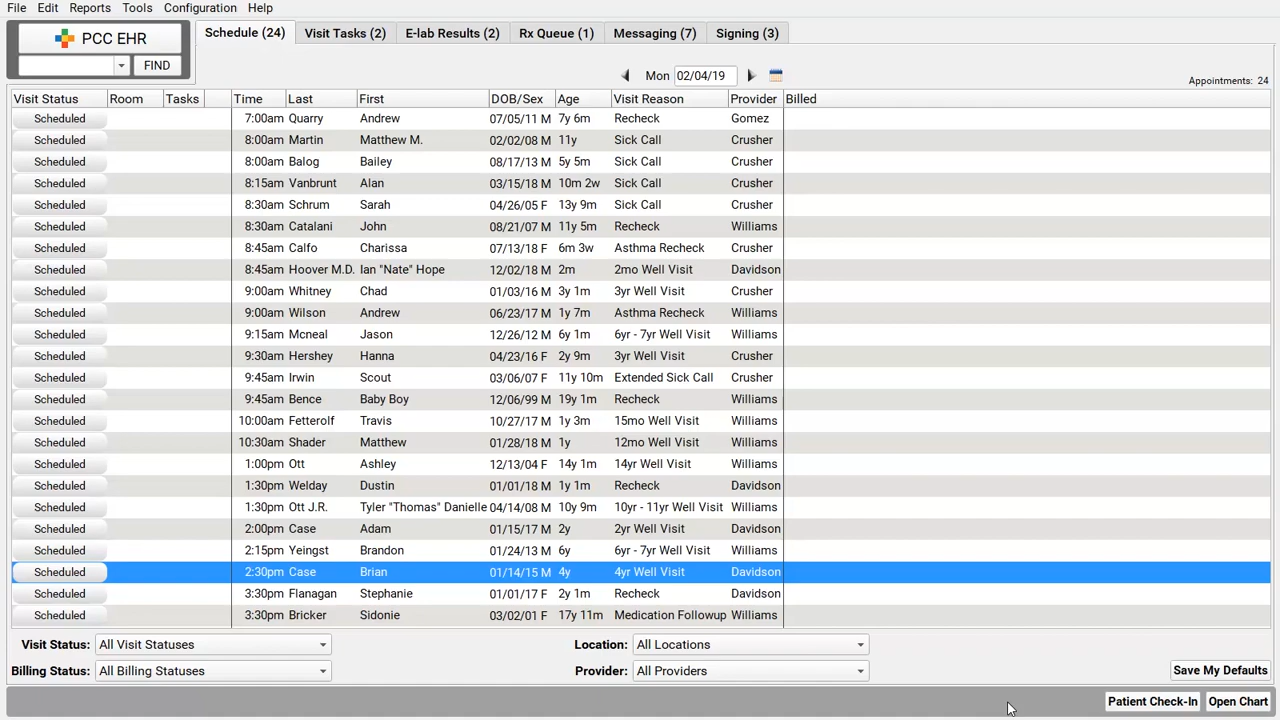 File Edit Reports Tools Configuration Help
PCC EHR
FIND
Schedule (24) Visit Tasks (2) E-lab Results (2) Rx Queue (1) Messaging (7) Signing (3)
Mon 02/04/19
Appointments: 24
Visit Status Room Tasks Time Last First DOB/Sex Age Visit Reason Provider Billed
Scheduled 7:00am Quarry Andrew 07/05/11 M 7y 6m Recheck Gomez
Scheduled 8:00am Martin Matthew M. 02/02/08 M 11y Sick Call Crusher
Scheduled 8:00am Balog Bailey 08/17/13 M 5y 5m Sick Call Crusher
Scheduled 8:15am Vanbrunt Alan 03/15/18 M 10m 2w Sick Call Crusher
Scheduled 8:30am Schrum Sarah 04/26/05 F 13y 9m Sick Call Crusher
Scheduled 8:30am Catalani John 08/21/07 M 11y 5m Recheck Williams
Scheduled 8:45am Calfo Charissa 07/13/18 F 6m 3w Asthma Recheck Crusher
Scheduled 8:45am Hoover M.D. Ian "Nate" Hope 12/02/18 M 2m 2mo Well Visit Davidson
Scheduled 9:00am Whitney Chad 01/03/16 M 3y 1m 3yr Well Visit Crusher
Scheduled 9:00am Wilson Andrew 06/23/17 M 1y 7m Asthma Recheck Williams
Scheduled 9:15am Mcneal Jason 12/26/12 M 6y 1m 6yr - 7yr Well Visit Williams
Scheduled 9:30am Hershey Hanna 04/23/16 F 2y 9m 3yr Well Visit Crusher
Scheduled 9:45am Irwin Scout 03/06/07 F 11y 10m Extended Sick Call Crusher
Scheduled 9:45am Bence Baby Boy 12/06/99 M 19y 1m Recheck Williams
Scheduled 10:00am Fetterolf Travis 10/27/17 M 1y 3m 15mo Well Visit Williams
Scheduled 10:30am Shader Matthew 01/28/18 M 1y 12mo Well Visit Williams
Scheduled 1:00pm Ott Ashley 12/13/04 F 14y 1m 14yr Well Visit Williams
Scheduled 1:30pm Welday Dustin 01/01/18 M 1y 1m Recheck Davidson
Scheduled 1:30pm Ott J.R. Tyler "Thomas" Danielle 04/14/08 M 10y 9m 10yr - 11yr Well Visit Williams
Scheduled 2:00pm Case Adam 01/15/17 M 2y 2yr Well Visit Davidson
Scheduled 2:15pm Yeingst Brandon 01/24/13 M 6y 6yr - 7yr Well Visit Williams
Scheduled 2:30pm Case Brian 01/14/15 M 4y 4yr Well Visit Davidson
Scheduled 3:30pm Flanagan Stephanie 01/01/17 F 2y 1m Recheck Davidson
Scheduled 3:30pm Bricker Sidonie 03/02/01 F 17y 11m Medication Followup Williams
Visit Status: All Visit Statuses Location: All Locations
Billing Status: All Billing Statuses Provider: All Providers Save My Defaults
Patient Check-In Open Chart